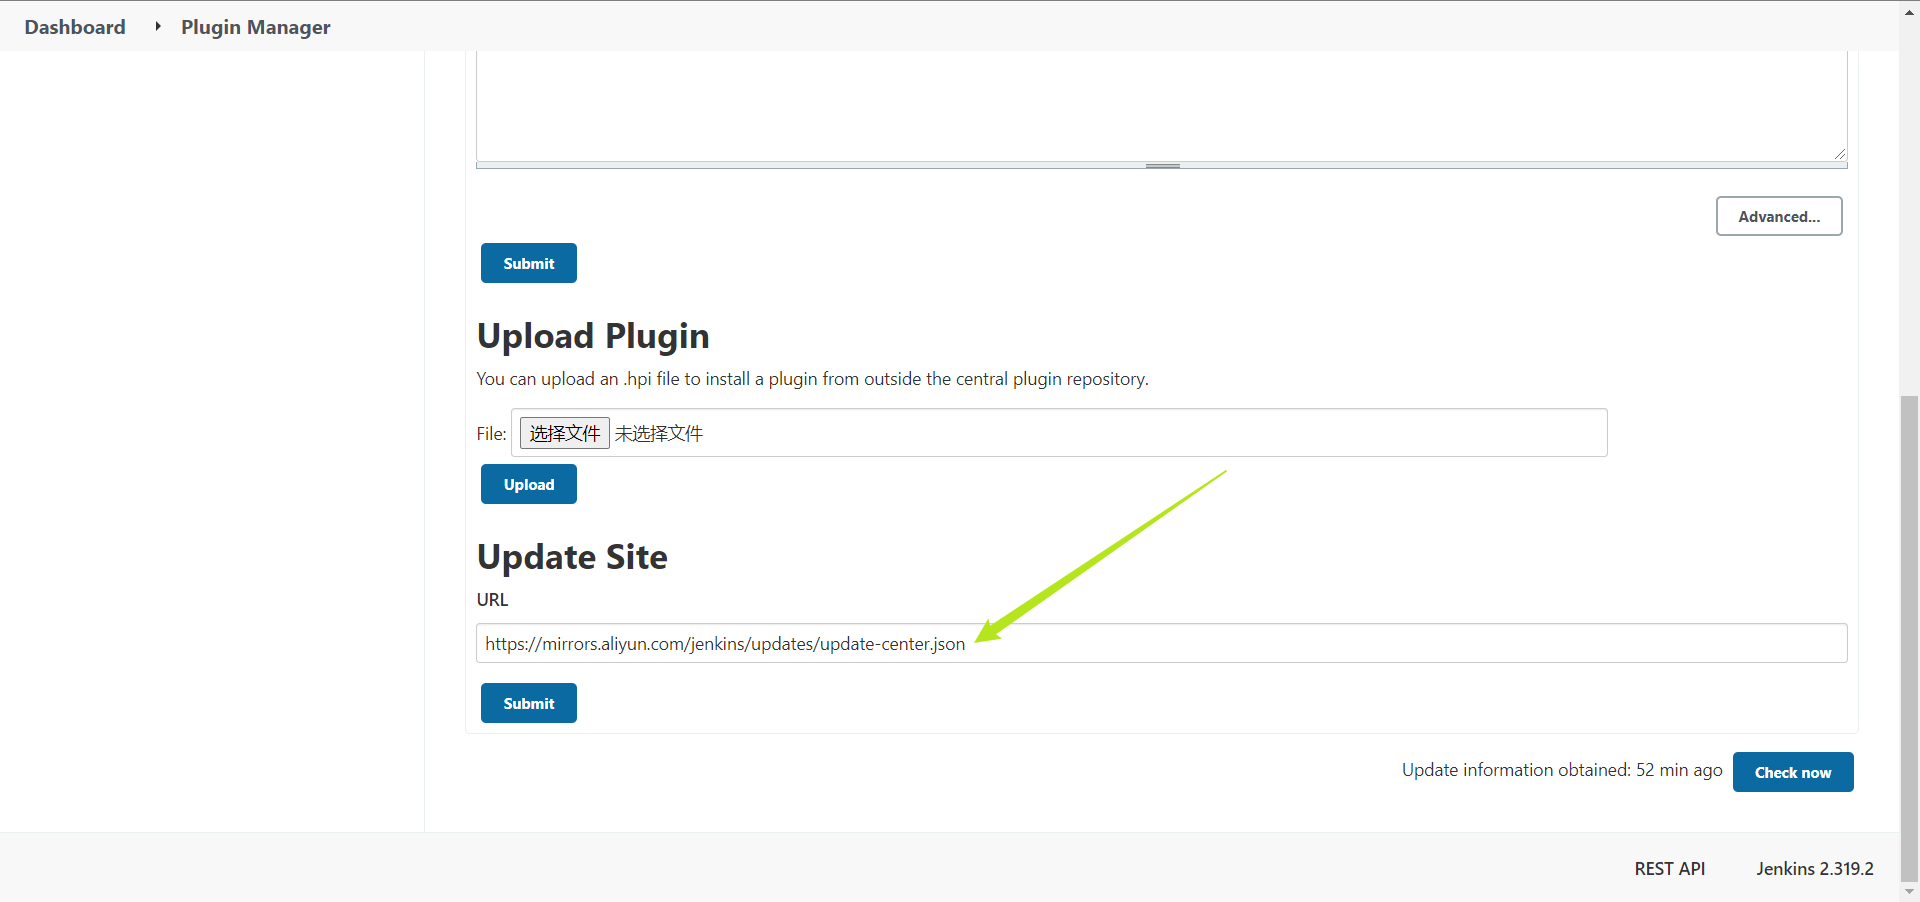 Dashboard
Plugin Manager
Advanced...
Submit
Upload Plugin
You can upload an .hpi file to install a plugin from outside the central plugin repository.
File: 选择文件 未选择文件
Upload
Update Site
URL
https://mirrors.aliyun.com/jenkins/updates/update-center.json
Submit
Update information obtained: 52 min ago
Check now
REST API
Jenkins 2.319.2